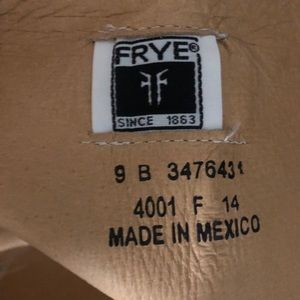 FRYE®
SINCE 1863
9 B 3476431
4001 F 14
MADE IN MEXICO